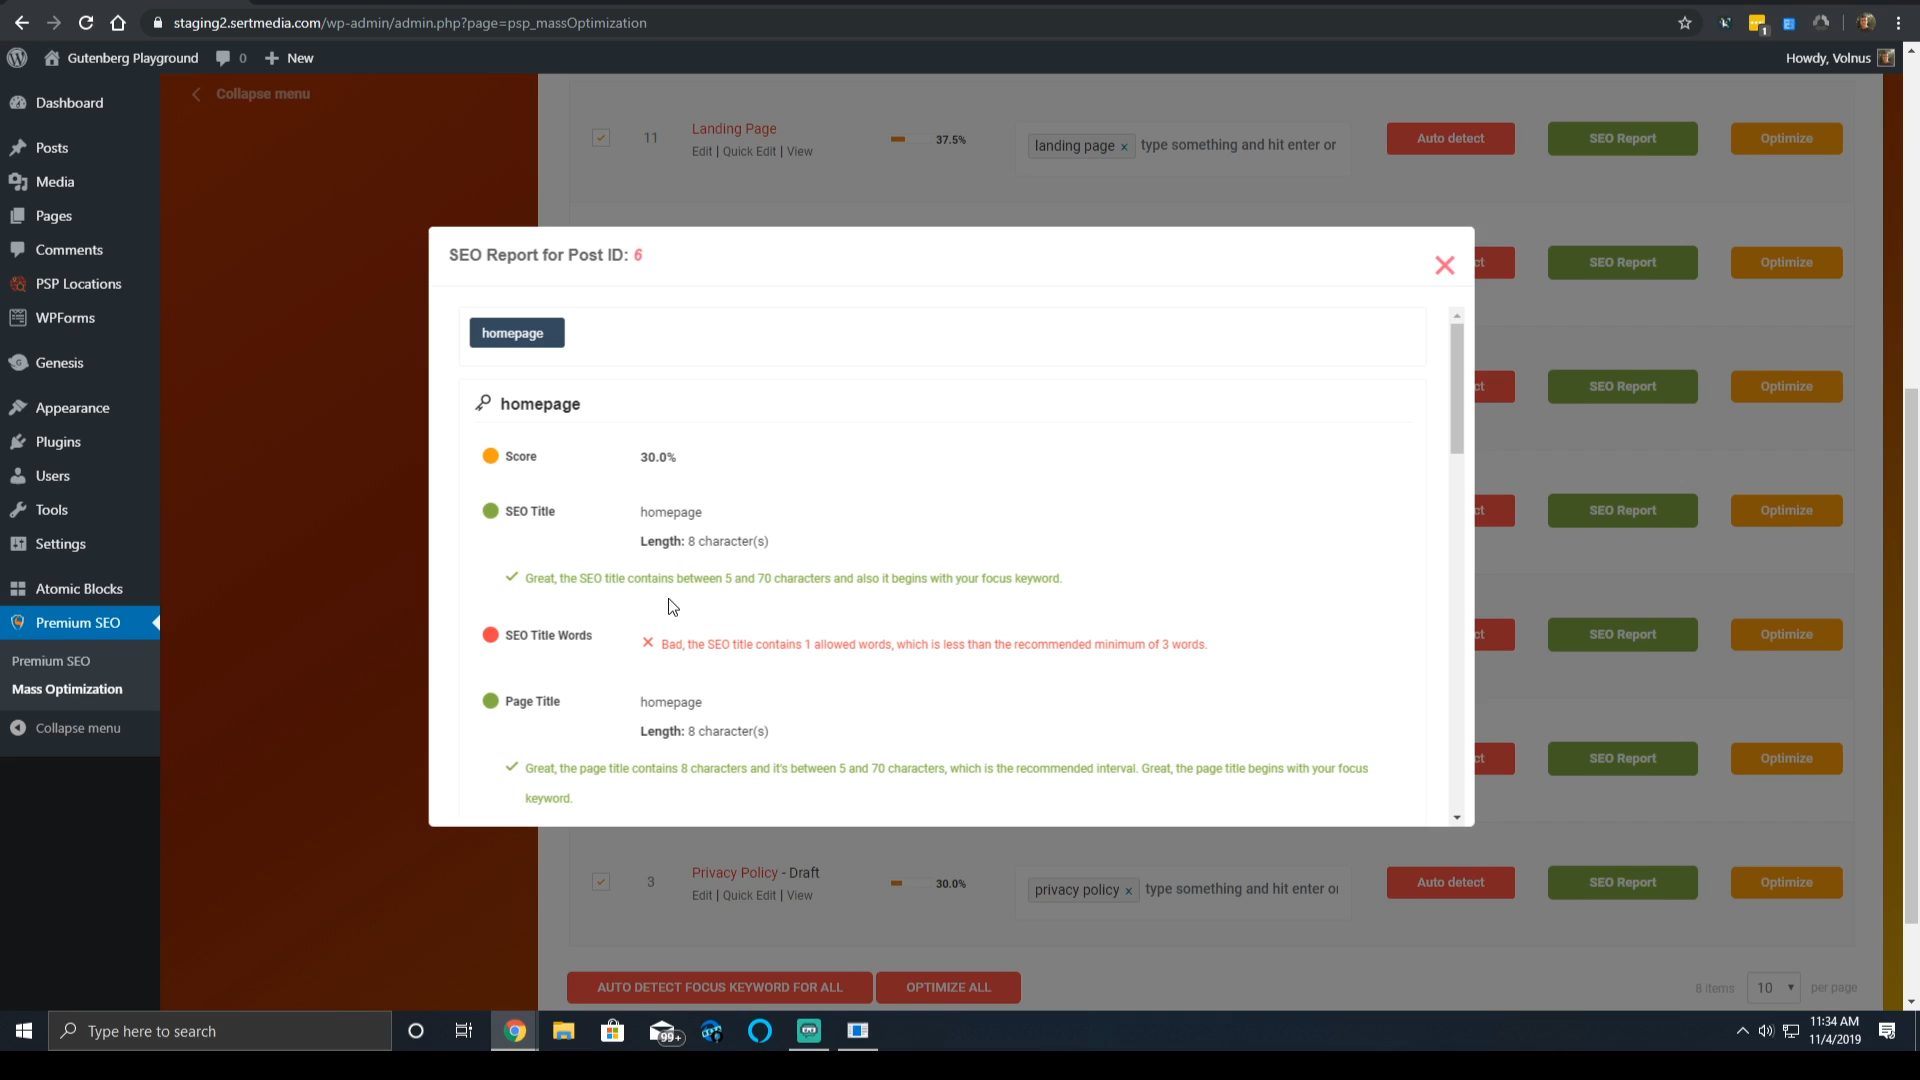 staging2.sertmedia.com/wp-admin/admin.php?page=psp_massOptimization
1
Gutenberg Playground
0
New
Howdy, Volnus
Dashboard
Posts
Media
Pages
Comments
PSP Locations
WPForms
Genesis
Appearance
Plugins
Users
Tools
Settings
Atomic Blocks
Premium SEO
Premium SEO
Mass Optimization
Collapse menu
Collapse menu
11
Landing Page
Edit | Quick Edit | View
37.5%
landing page × type something and hit enter or
Auto detect
SEO Report
Optimize
ct
SEO Report
Optimize
ct
SEO Report
Optimize
ct
SEO Report
Optimize
ct
SEO Report
Optimize
ct
SEO Report
Optimize
SEO Report for Post ID: 6
homepage
homepage
Score
30.0%
SEO Title
homepage
Length: 8 character(s)
Great, the SEO title contains between 5 and 70 characters and also it begins with your focus keyword.
SEO Title Words
Bad, the SEO title contains 1 allowed words, which is less than the recommended minimum of 3 words.
Page Title
homepage
Length: 8 character(s)
Great, the page title contains 8 characters and it's between 5 and 70 characters, which is the recommended interval. Great, the page title begins with your focus
keyword.
3
Privacy Policy - Draft
Edit | Quick Edit | View
30.0%
privacy policy × type something and hit enter or
Auto detect
SEO Report
Optimize
AUTO DETECT FOCUS KEYWORD FOR ALL
OPTIMIZE ALL
8 items
10
per page
Type here to search
99+
11:34 AM
11/4/2019